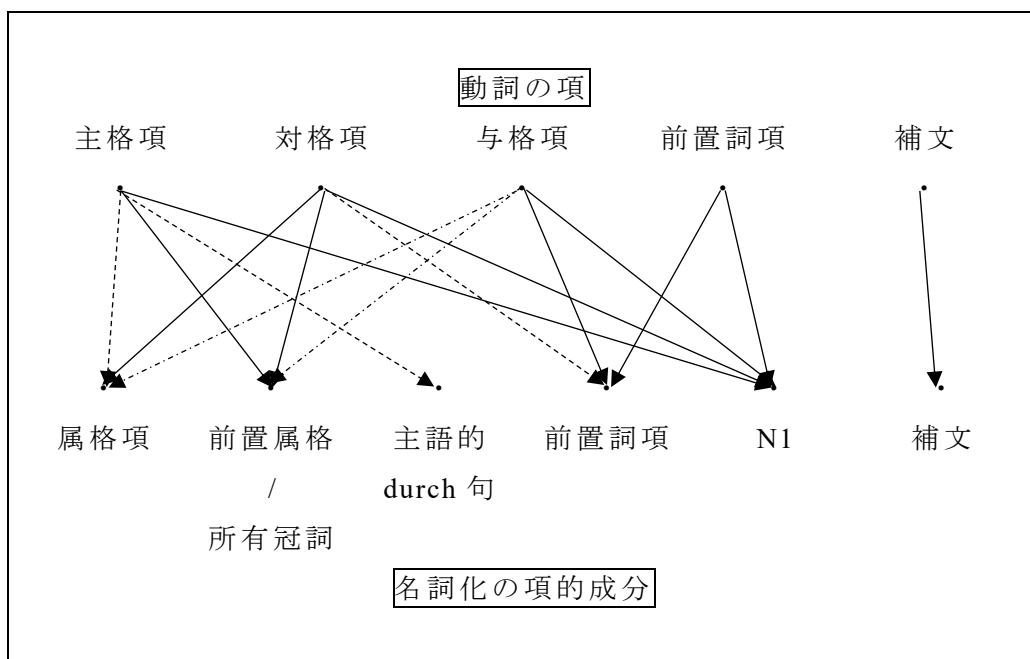 動詞の項
主格項 対格項 与格項 前置詞項 補文
属格項 前置属格 主語的 前置詞項 N1 補文
/ durch 句
所有冠詞
名詞化の項的成分